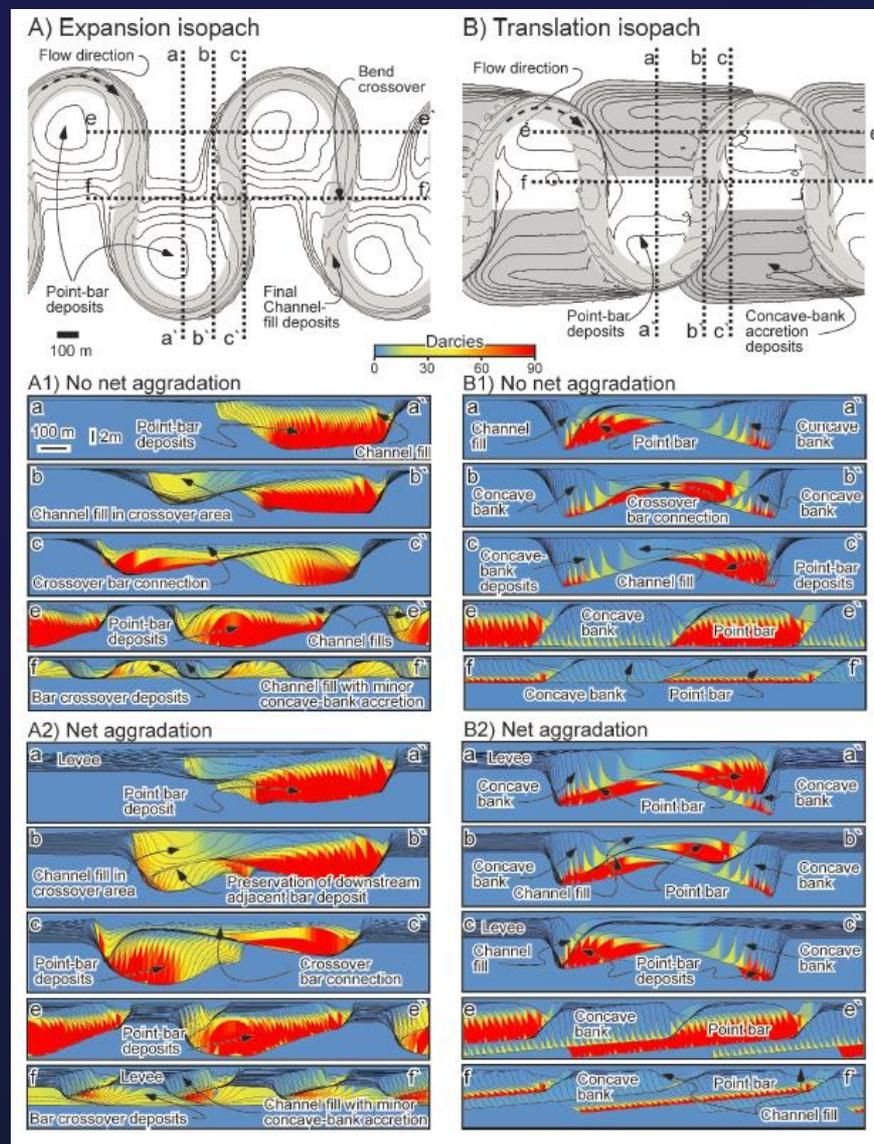 A) Expansion isopach
a b c
Flow direction
Bend
crossover
e e`
f f`
Point-bar
deposits
Final
Channel-
fill deposits
a` b` c`
100 m
B) Translation isopach
a b c
Flow direction
e
f
Point-bar
deposits
Concave-bank
accretion
deposits
a` b` c`
Darcies
0 30 60 90
A1) No net aggradation
a a`
100 m 2m
Point-bar
deposits
Channel fill
b b`
Channel fill in crossover area
c c`
Crossover bar connection
e e`
Point-bar
deposits
Channel fills
f f`
Bar crossover deposits
Channel fill with minor
concave-bank accretion
A2) Net aggradation
a a`
Levee
Point bar
deposit
b b`
Channel fill in
crossover area
Preservation of downstream
adjacent bar deposit
c c`
Point-bar
deposits
Crossover
bar connection
e e`
Point-bar
deposits
f f`
Levee
Bar crossover deposits
Channel fill with minor
concave-bank accretion
B1) No net aggradation
a a`
Channel
fill
Point bar
Concave
bank
b b`
Concave
bank
Crossover
bar connection
Concave
bank
c c`
Concave-
bank
deposits
Channel fill
Point-bar
deposits
e e`
Concave
bank
Point bar
f f`
Concave bank
Point bar
B2) Net aggradation
a Levee a`
Concave
bank
Point bar
Concave
bank
b b`
Concave
bank
Channel fill
Point bar
Concave
bank
c Levee c`
Channel
fill
Point-bar
deposits
Concave
bank
e e`
Concave
bank
Point bar
f f`
Concave
bank
Point bar
Channel fill